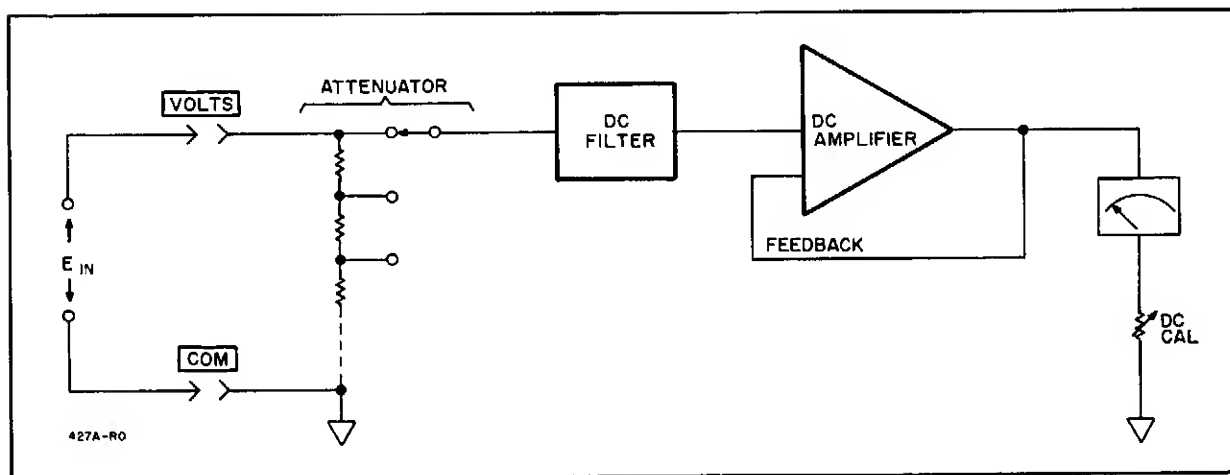 ATTENUATOR
VOLTS
DC
FILTER
DC
AMPLIFIER
FEEDBACK
E IN
COM
DC
CAL
427A-RO